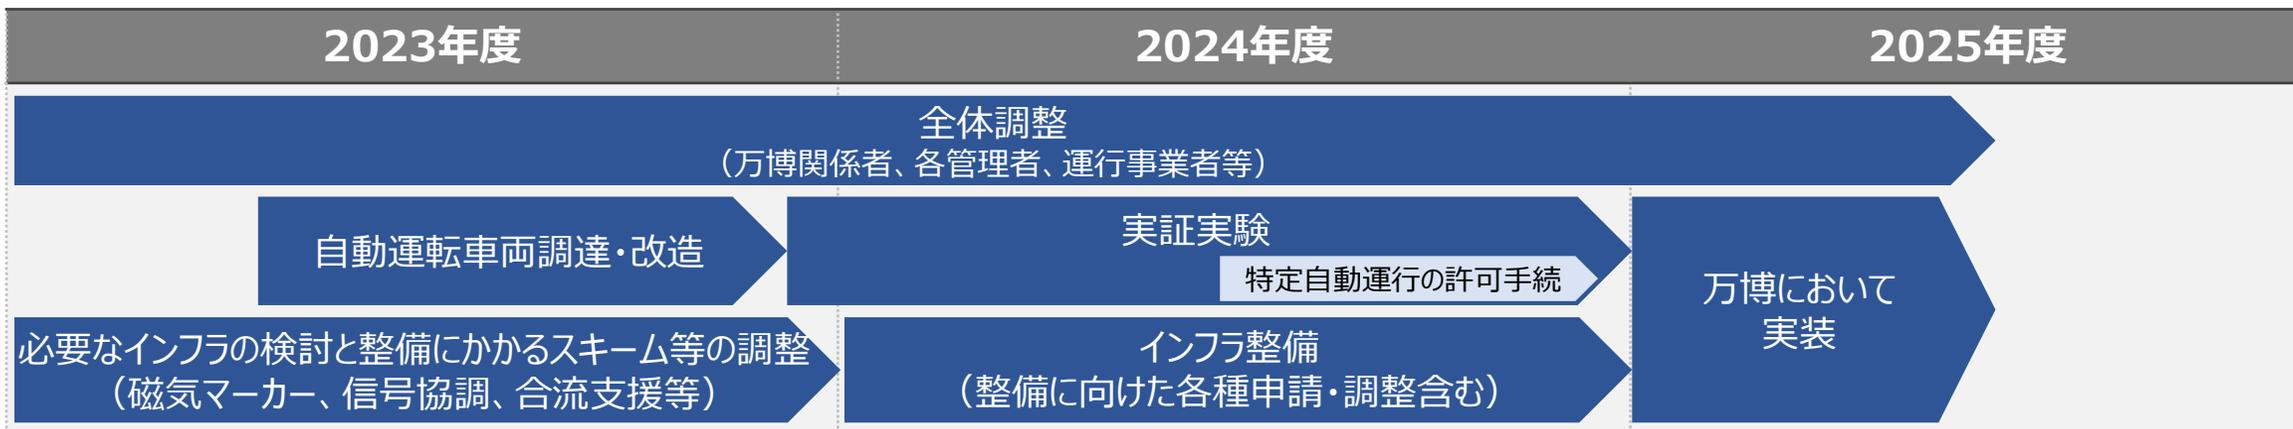 2023年度
2024年度
2025年度
全体調整
（万博関係者、各管理者、運行事業者等）
自動運転車両調達・改造
実証実験
特定自動運行の許可手続
万博において
実装
必要なインフラの検討と整備にかかるスキーム等の調整
（磁気マーカー、信号協調、合流支援等）
インフラ整備
（整備に向けた各種申請・調整含む）